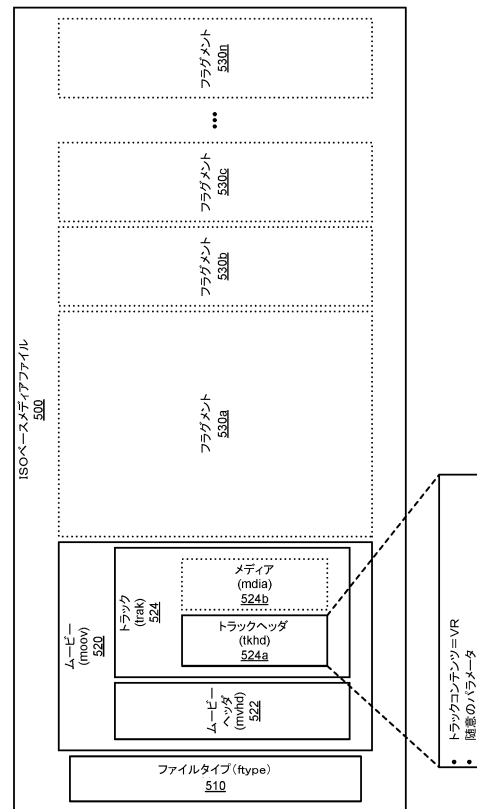 ISOベースメディアファイル
500
ファイルタイプ(ftype)
510
ムービー
(moov)
520
ムービー
ヘッダ
(mvhd)
522
トラック
(trak)
524
トラックヘッダ
(tkhd)
524a
メディア
(mdia)
524b
フラグメント
530a
フラグメント
530b
フラグメント
530c
•••
フラグメント
530n
• トラックコンテンツ=VR
• 随意のパラメータ